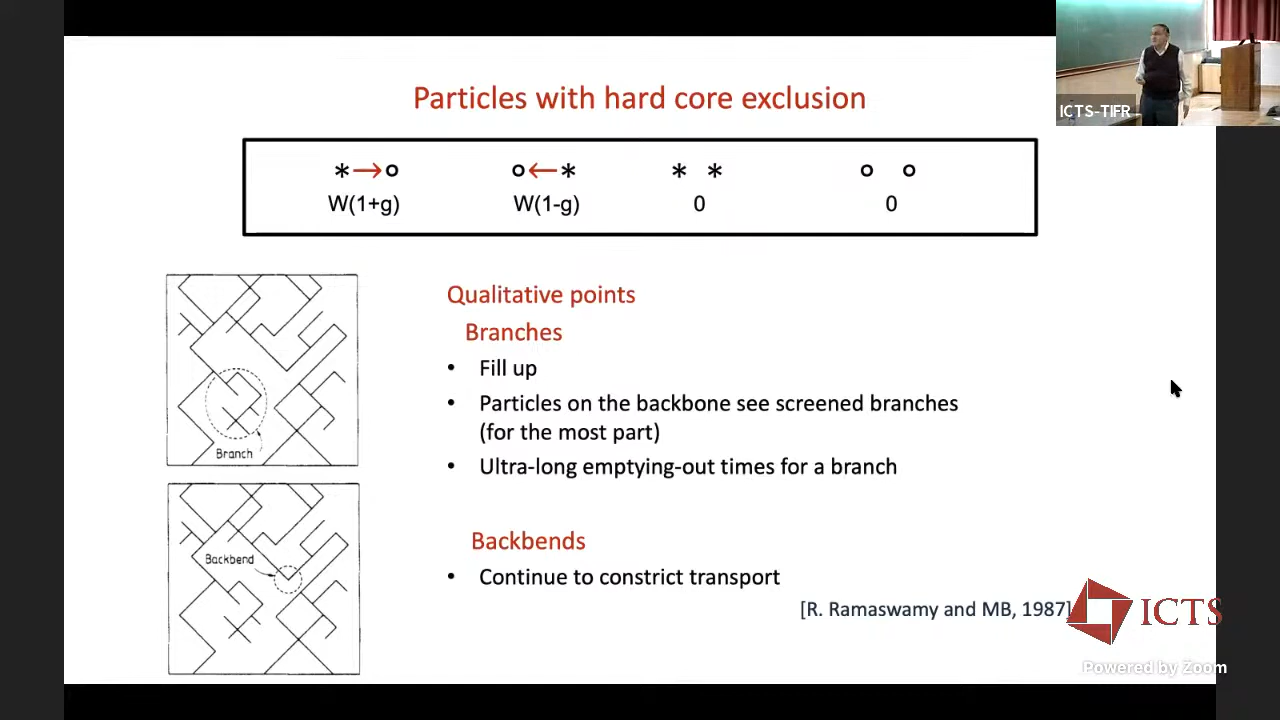 Particles with hard core exclusion
*→o o←* * * o o
W(1+g) W(1-g) 0 0
Branch
Backbend
Qualitative points
Branches
• Fill up
• Particles on the backbone see screened branches
(for the most part)
• Ultra-long emptying-out times for a branch
Backbends
• Continue to constrict transport
[R. Ramaswamy and MB, 1987]
ICTS-TIFR
ICTS
Powered by Zoom